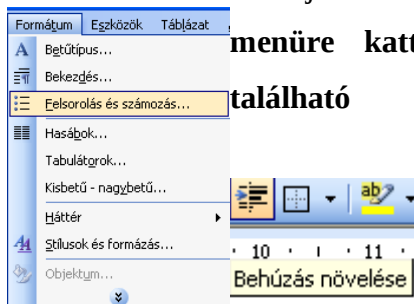 Formátum Eszközök Táblázat
Betűtípus...
Bekezdés...
Felsorolás és számozás...
Hasábok...
Tabulátorok...
Kisbetű - nagybetű...
Háttér
Stílusok és formázás...
Objektum...
menüre katt
található
ab
10 11
Behúzás növelése